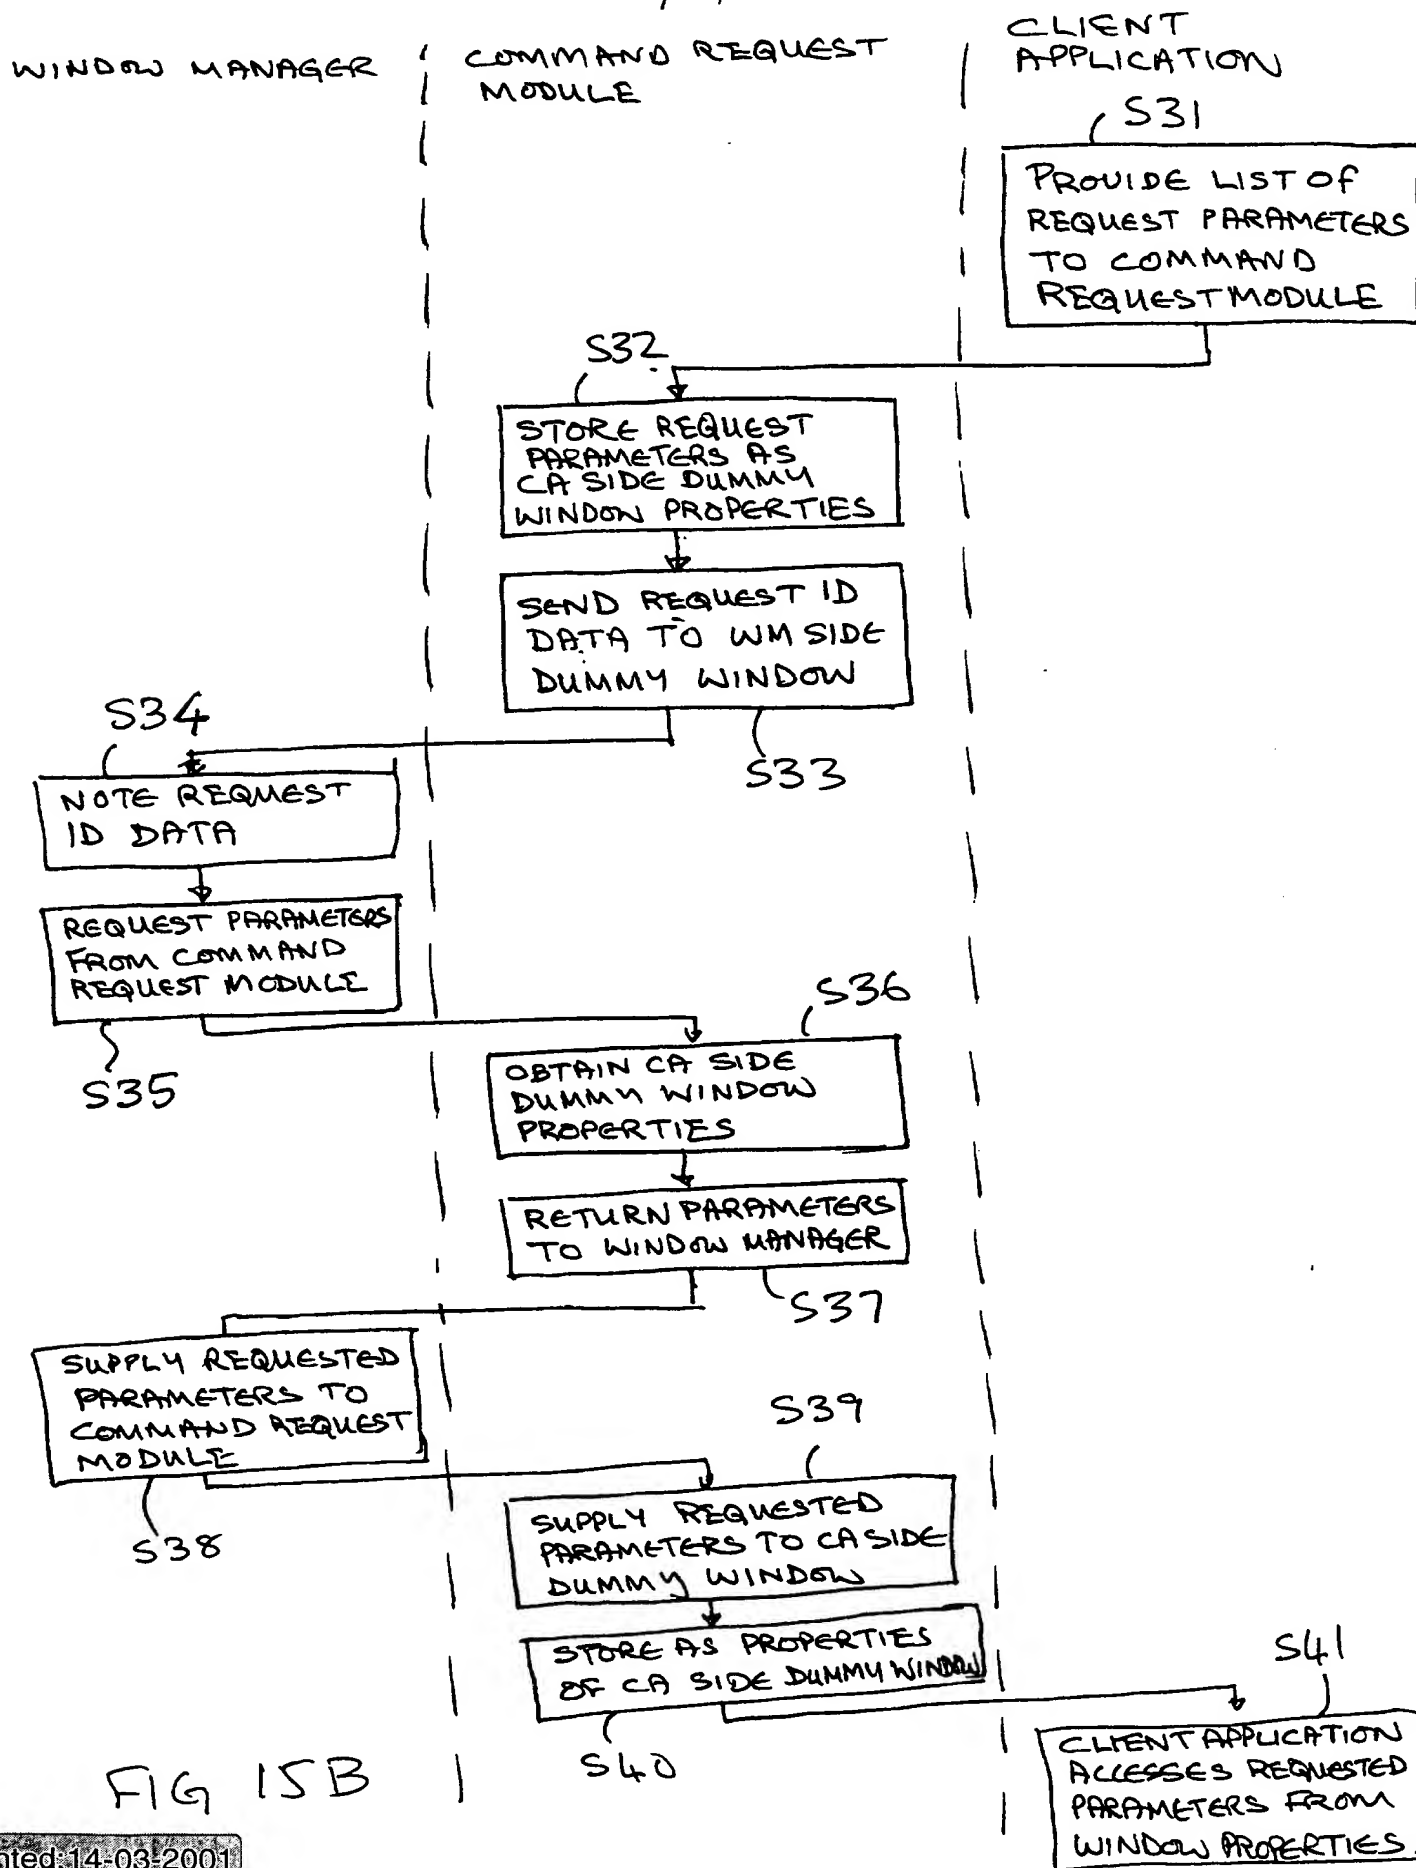 WINDOW MANAGER
COMMAND REQUEST
MODULE
CLIENT
APPLICATION
S31
PROVIDE LIST OF
REQUEST PARAMETERS
TO COMMAND
REQUEST MODULE
S32
STORE REQUEST
PARAMETERS AS
CA SIDE DUMMY
WINDOW PROPERTIES
SEND REQUEST ID
DATA TO WM SIDE
DUMMY WINDOW
S33
S34
NOTE REQUEST
ID DATA
REQUEST PARAMETERS
FROM COMMAND
REQUEST MODULE
S35
S36
OBTAIN CA SIDE
DUMMY WINDOW
PROPERTIES
RETURN PARAMETERS
TO WINDOW MANAGER
S37
SUPPLY REQUESTED
PARAMETERS TO
COMMAND REQUEST
MODULE
S38
S39
SUPPLY REQUESTED
PARAMETERS TO CA SIDE
DUMMY WINDOW
STORE AS PROPERTIES
OF CA SIDE DUMMY WINDOW
S40
S41
CLIENT APPLICATION
ACCESSES REQUESTED
PARAMETERS FROM
WINDOW PROPERTIES
FIG 15B
nted:14-03-2001